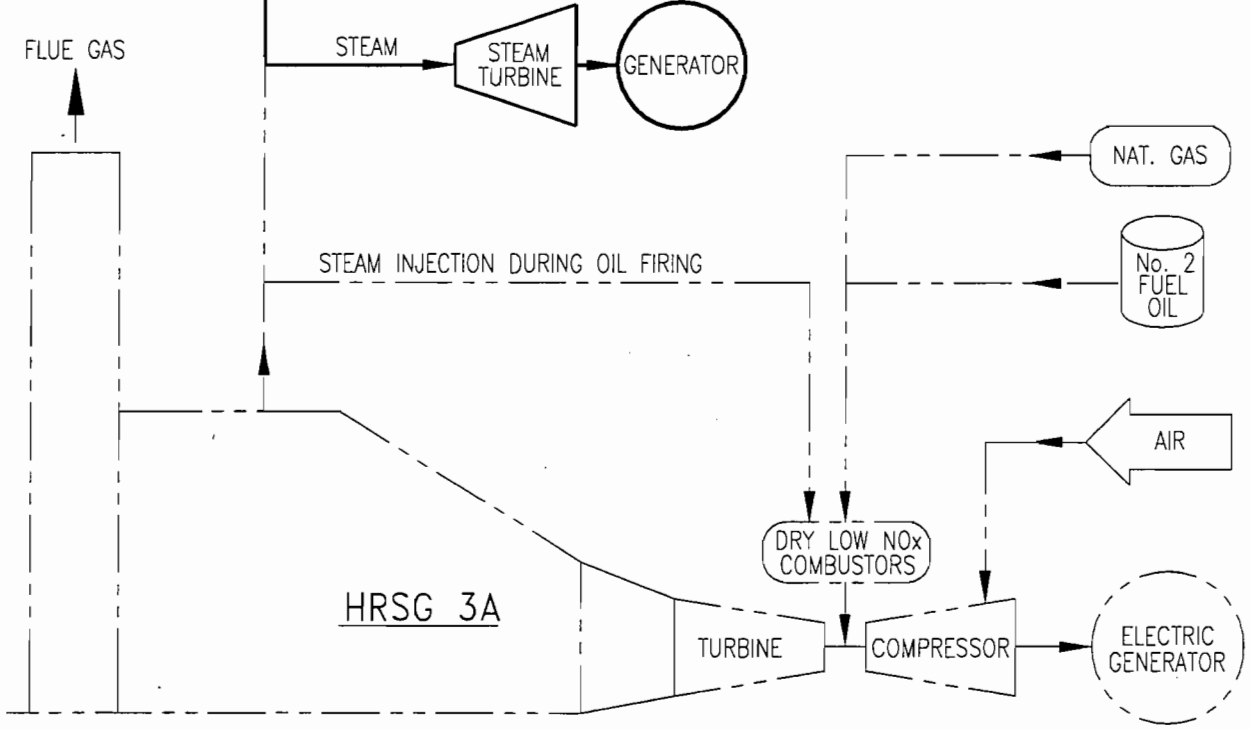 FLUE GAS
STEAM
STEAM
TURBINE
GENERATOR
NAT. GAS
STEAM INJECTION DURING OIL FIRING
No. 2
FUEL
OIL
AIR
DRY LOW NOx
COMBUSTORS
HRSG 3A
TURBINE
COMPRESSOR
ELECTRIC
GENERATOR